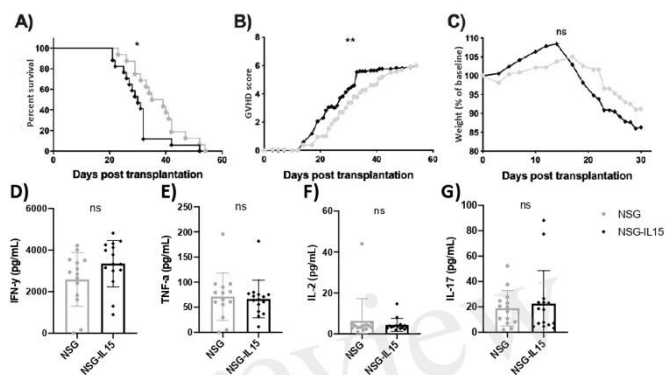 A)
*
Percent survival
100
80
60
40
20
0
0 20 40 60
Days post transplantation
B)
**
GVHD score
8
6
4
2
0
0 20 40 60
Days post transplantation
C)
ns
Weight (% of baseline)
110
105
100
95
90
85
80
0 10 20 30
Days post transplantation
D)
ns
IFN-γ (pg/mL)
6000
4000
2000
0
NSG
NSG-IL15
E)
ns
TNF-a (pg/mL)
250
200
150
100
50
0
NSG
NSG-IL15
F)
ns
IL-2 (pg/mL)
60
40
20
0
NSG
NSG-IL15
G)
ns
IL-17 (pg/mL)
100
80
60
40
20
0
NSG
NSG-IL15
NSG
NSG-IL15
review